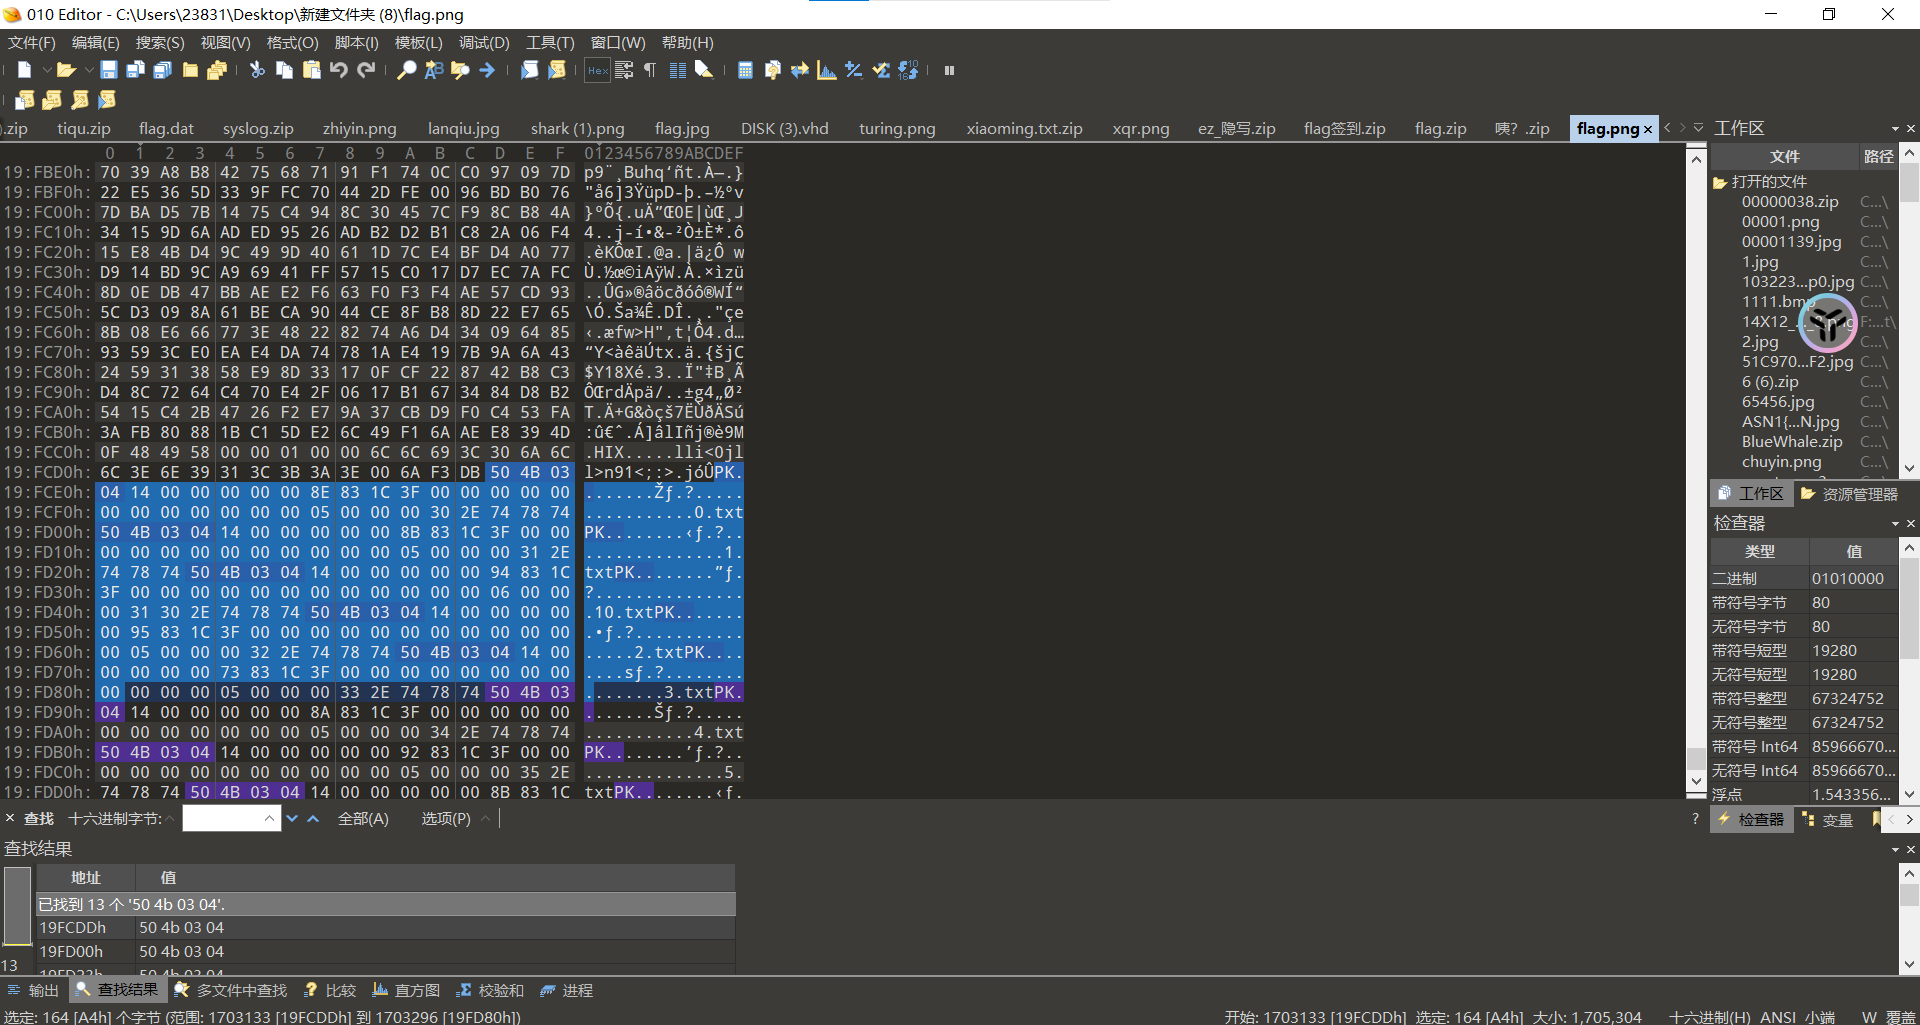 010 Editor - C:\Users\23831\Desktop\新建文件夹 (8)\flag.png
文件(F) 编辑(E) 搜索(S) 视图(V) 格式(O) 脚本(I) 模板(L) 调试(D) 工具(T) 窗口(W) 帮助(H)
).zip tiqu.zip flag.dat syslog.zip zhiyin.png lanqiu.jpg shark (1).png flag.jpg DISK (3).vhd turing.png xiaoming.txt.zip xqr.png ez_隐写.zip flag签到.zip flag.zip 咦？.zip flag.png
0 1 2 3 4 5 6 7 8 9 A B C D E F 0123456789ABCDEF
19:FBE0h: 70 39 A8 B8 42 75 68 71 91 F1 74 0C C0 97 09 7D p9¨¸Buhq‘ñt.À—.}
19:FBF0h: 22 E5 36 5D 33 9F FC 70 44 2D FE 00 96 BD B0 76 "å6]3ŸüpD-þ.–½°v
19:FC00h: 7D BA D5 7B 14 75 C4 94 8C 30 45 7C F9 8C B8 4A }ºÕ{.uÄ”Œ0E|ùŒ¸J
19:FC10h: 34 15 9D 6A AD ED 95 26 AD B2 D2 B1 C8 2A 06 F4 4..j-í•&-²Ò±È*.ô
19:FC20h: 15 E8 4B D4 9C 49 9D 40 61 1D 7C E4 BF D4 A0 77 .èKÔœI.@a.|ä¿Ô w
19:FC30h: D9 14 BD 9C A9 69 41 FF 57 15 C0 17 D7 EC 7A FC Ù.½œ©iAÿW.À.×ìzü
19:FC40h: 8D 0E DB 47 BB AE E2 F6 63 F0 F3 F4 AE 57 CD 93 ..ÛG»®âöcðóô®WÍ“
19:FC50h: 5C D3 09 8A 61 BE CA 90 44 CE 8F B8 8D 22 E7 65 \Ó.Ša¾Ê.DÎ.¸."çe
19:FC60h: 8B 08 E6 66 77 3E 48 22 82 74 A6 D4 34 09 64 85 ‹.æfw>H"‚t¦Ô4.d…
19:FC70h: 93 59 3C E0 EA E4 DA 74 78 1A E4 19 7B 9A 6A 43 “Y<àêäÚtx.ä.{šjC
19:FC80h: 24 59 31 38 58 E9 8D 33 17 0F CF 22 87 42 B8 C3 $Y18Xé.3..Ï"‡B¸Ã
19:FC90h: D4 8C 72 64 C4 70 E4 2F 06 17 B1 67 34 84 D8 B2 ÔŒrdÄpä/..±g4„Ø²
19:FCA0h: 54 15 C4 2B 47 26 F2 E7 9A 37 CB D9 F0 C4 53 FA T.Ä+G&òçš7ËÙðÄSú
19:FCB0h: 3A FB 80 88 1B C1 5D E2 6C 49 F1 6A AE E8 39 4D :û€ˆ.Á]âlIñj®è9M
19:FCC0h: 0F 48 49 58 00 00 01 00 00 6C 6C 69 3C 30 6A 6C .HIX.....lli<0jl
19:FCD0h: 6C 3E 6E 39 31 3C 3B 3A 3E 00 6A F3 DB 50 4B 03 l>n91<;:>.jóÛPK.
19:FCE0h: 04 14 00 00 00 00 00 8E 83 1C 3F 00 00 00 00 00 .......Žƒ.?.....
19:FCF0h: 00 00 00 00 00 00 00 05 00 00 00 30 2E 74 78 74 ...........0.txt
19:FD00h: 50 4B 03 04 14 00 00 00 00 00 8B 83 1C 3F 00 00 PK........‹ƒ.?..
19:FD10h: 00 00 00 00 00 00 00 00 00 00 05 00 00 00 31 2E ..............1.
19:FD20h: 74 78 74 50 4B 03 04 14 00 00 00 00 00 94 83 1C txtPK........”ƒ.
19:FD30h: 3F 00 00 00 00 00 00 00 00 00 00 00 00 06 00 00 ?...............
19:FD40h: 00 31 30 2E 74 78 74 50 4B 03 04 14 00 00 00 00 .10.txtPK.......
19:FD50h: 00 95 83 1C 3F 00 00 00 00 00 00 00 00 00 00 00 .•ƒ.?...........
19:FD60h: 00 05 00 00 00 32 2E 74 78 74 50 4B 03 04 14 00 .....2.txtPK....
19:FD70h: 00 00 00 00 73 83 1C 3F 00 00 00 00 00 00 00 00 ....sƒ.?........
19:FD80h: 00 00 00 00 05 00 00 00 33 2E 74 78 74 50 4B 03 ........3.txtPK.
19:FD90h: 04 14 00 00 00 00 00 8A 83 1C 3F 00 00 00 00 00 .......Šƒ.?.....
19:FDA0h: 00 00 00 00 00 00 00 05 00 00 00 34 2E 74 78 74 ...........4.txt
19:FDB0h: 50 4B 03 04 14 00 00 00 00 00 92 83 1C 3F 00 00 PK........’ƒ.?..
19:FDC0h: 00 00 00 00 00 00 00 00 00 00 05 00 00 00 35 2E ..............5.
19:FDD0h: 74 78 74 50 4B 03 04 14 00 00 00 00 00 8B 83 1C txtPK........‹ƒ.
工作区
文件 路径
打开的文件
00000038.zip C...\
00001.png C...\
00001139.jpg C...\
1.jpg C...\
103223...p0.jpg C...\
1111.bmp
14X12_ F:...t\
2.jpg C...\
51C970...F2.jpg C...\
6 (6).zip C...\
65456.jpg C...\
ASN1{...N.jpg C...\
BlueWhale.zip C...\
chuyin.png C...\
工作区 资源管理器
检查器
类型 值
二进制 01010000
带符号字节 80
无符号字节 80
带符号短型 19280
无符号短型 19280
带符号整型 67324752
无符号整型 67324752
带符号 Int64 85966670...
无符号 Int64 85966670...
浮点 1.543356...
检查器 变量
查找 十六进制字节: 全部(A) 选项(P) ?
查找结果
地址 值
已找到 13 个 '50 4b 03 04'.
19FCDDh 50 4b 03 04
19FD00h 50 4b 03 04
19FD23h 50 4b 03 04
13
输出 查找结果 多文件中查找 比较 直方图 校验和 进程
选定: 164 [A4h] 个字节 (范围: 1703133 [19FCDDh] 到 1703296 [19FD80h]) 开始: 1703133 [19FCDDh] 选定: 164 [A4h] 大小: 1,705,304 十六进制(H) ANSI 小端 W 覆盖